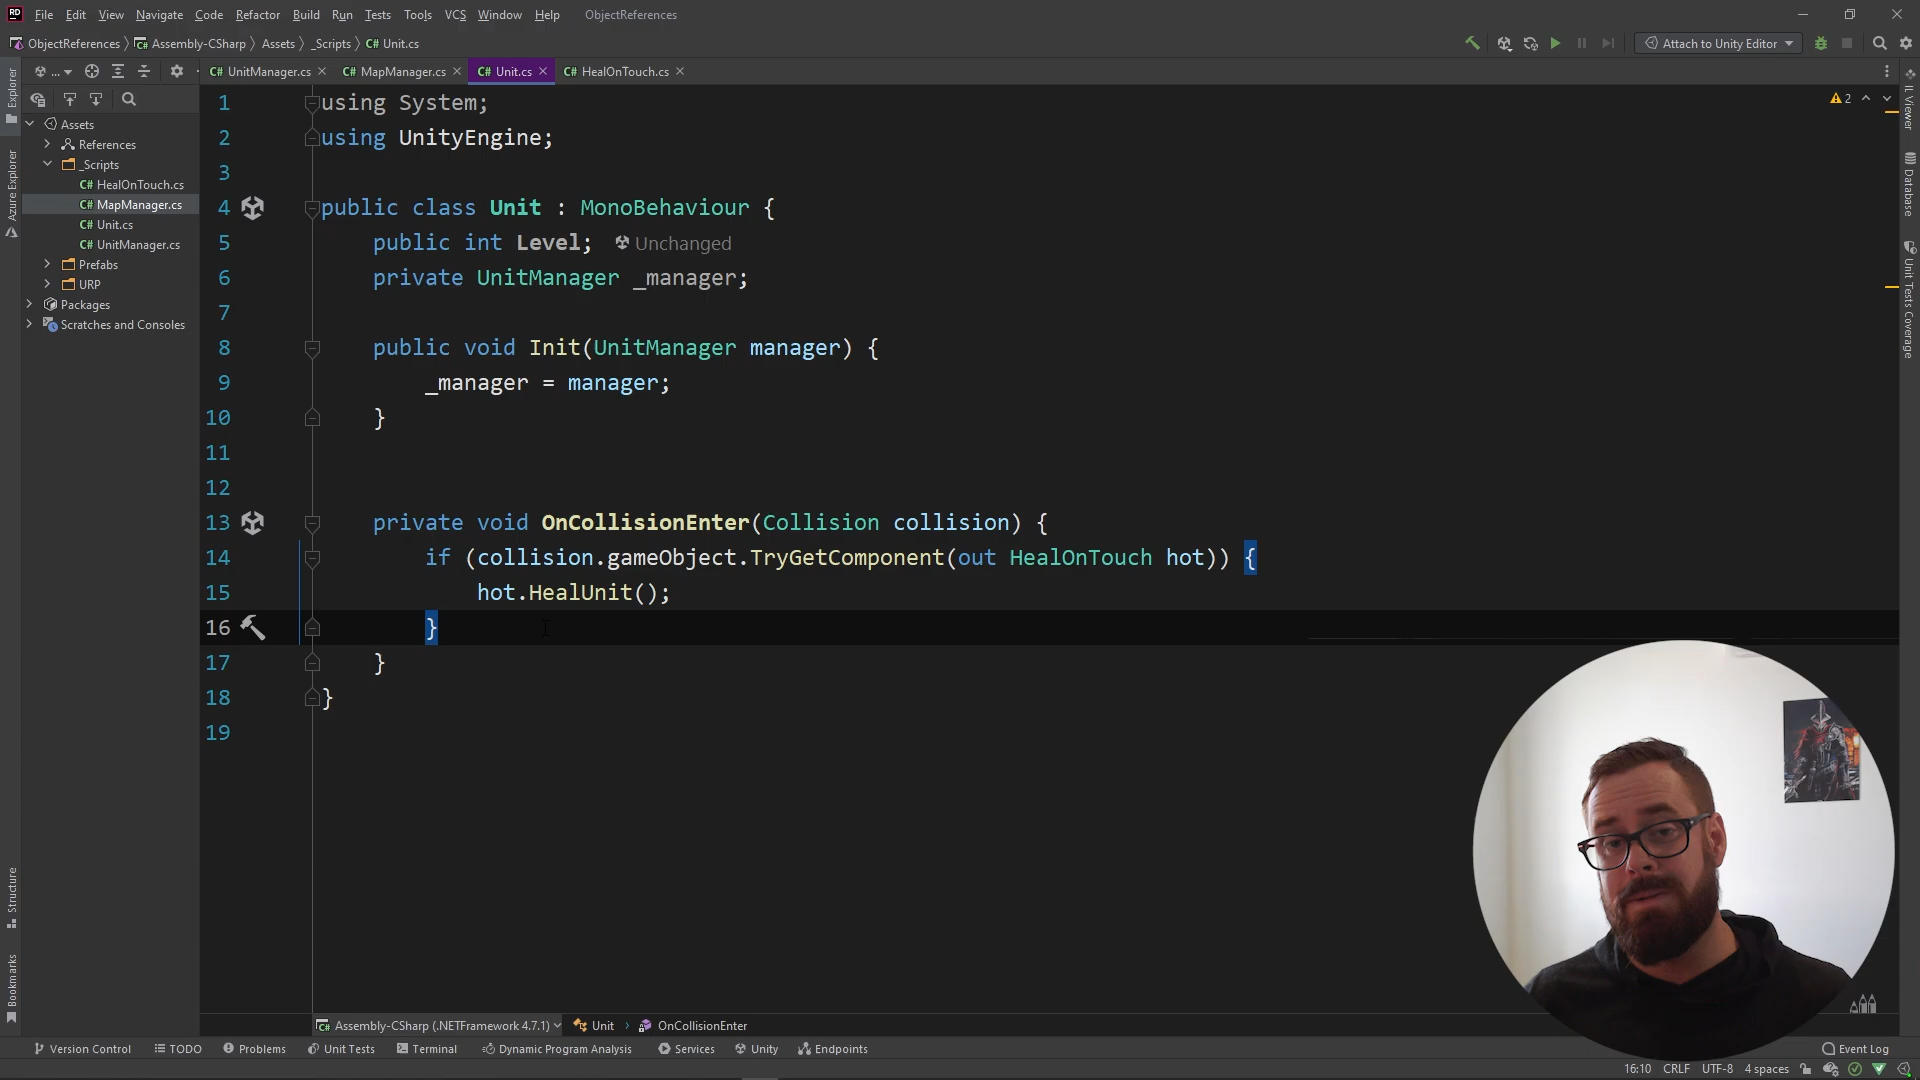 File Edit View Navigate Code Refactor Build Run Tests Tools VCS Window Help ObjectReferences
ObjectReferences Assembly-CSharp Assets _Scripts C# Unit.cs
Attach to Unity Editor
...
C# UnitManager.cs C# MapManager.cs C# Unit.cs C# HealOnTouch.cs
Explorer
Azure Explorer
Structure
Bookmarks
Assets
References
_Scripts
C# HealOnTouch.cs
C# MapManager.cs
C# Unit.cs
C# UnitManager.cs
Prefabs
URP
Packages
Scratches and Consoles
2
1 using System;
2 using UnityEngine;
3
4 public class Unit : MonoBehaviour {
5 public int Level; Unchanged
6 private UnitManager _manager;
7
8 public void Init(UnitManager manager) {
9 _manager = manager;
10 }
11
12
13 private void OnCollisionEnter(Collision collision) {
14 if (collision.gameObject.TryGetComponent(out HealOnTouch hot)) {
15 hot.HealUnit();
16 }
17 }
18 }
19
IL Viewer
Database
Unit Tests Coverage
C# Assembly-CSharp (.NETFramework 4.7.1) Unit OnCollisionEnter
Version Control TODO Problems Unit Tests Terminal Dynamic Program Analysis Services Unity Endpoints Event Log
16:10 CRLF UTF-8 4 spaces